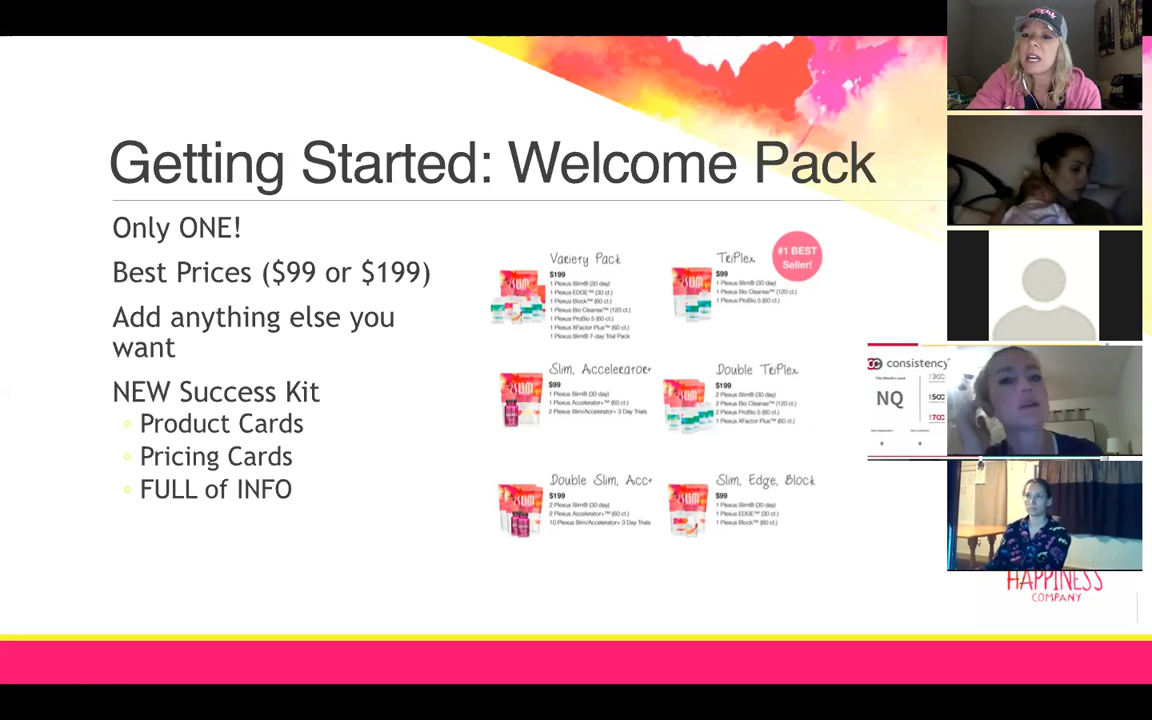 Getting Started: Welcome Pack
Only ONE!
Best Prices ($99 or $199)
Add anything else you
want
NEW Success Kit
Product Cards
Pricing Cards
FULL of INFO
Variety Pack
$199
1 Plexus Slim® (30 day)
1 Plexus EDGE™ (30 ct.)
1 Plexus Block™ (60 ct.)
1 Plexus Bio Cleanse™ (120 ct.)
1 Plexus ProBio 5 (60 ct.)
1 Plexus XFactor Plus™ (60 ct.)
1 Plexus Slim® 7-day Trial Pack
TriPlex
$99
1 Plexus Slim® (30 day)
1 Plexus Bio Cleanse™ (120 ct.)
1 Plexus ProBio 5 (60 ct.)
#1 BEST
Seller!
Slim, Accelerator+
$99
1 Plexus Slim® (30 day)
1 Plexus Accelerator+™ (60 ct.)
2 Plexus Slim/Accelerator+ 3 Day Trials
Double TriPlex
$199
2 Plexus Slim® (30 day)
2 Plexus Bio Cleanse™ (120 ct.)
2 Plexus ProBio 5 (60 ct.)
1 Plexus XFactor Plus™ (60 ct.)
Double Slim, Acc+
$199
2 Plexus Slim® (30 day)
2 Plexus Accelerator+™ (60 ct.)
10 Plexus Slim/Accelerator+ 3 Day Trials
Slim, Edge, Block
$99
1 Plexus Slim® (30 day)
1 Plexus EDGE™ (30 ct.)
1 Plexus Block™ (60 ct.)
consistency
NQ
HAPPINESS
COMPANY